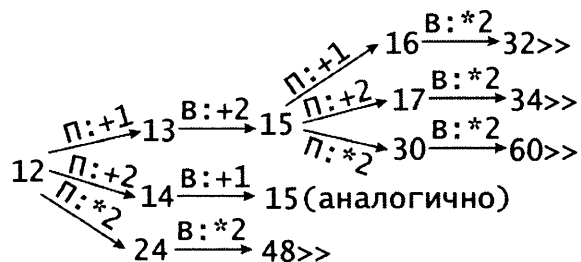 П:+1 16 В:*2 32>>
П:+1 13 В:+2 15 П:+2 17 В:*2 34>>
П:*2 30 В:*2 60>>
12 П:+2 14 В:+1 15(аналогично)
П:*2 24 В:*2 48>>